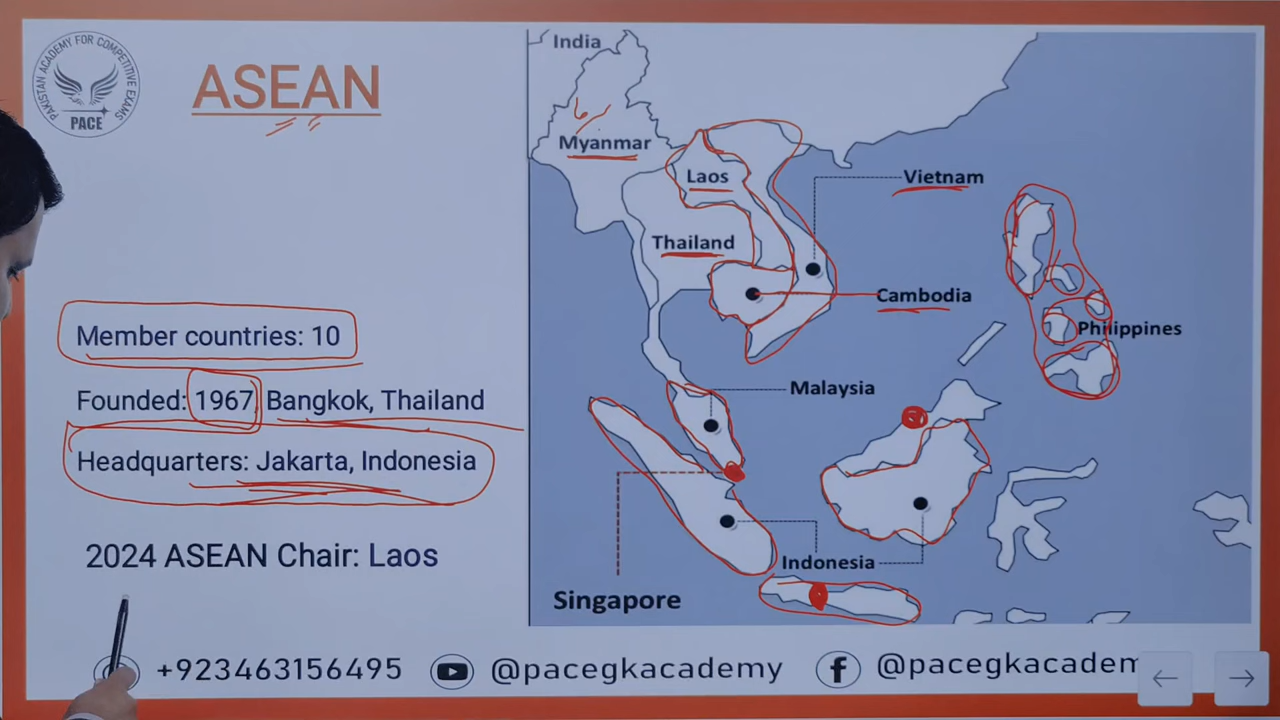 PAKISTAN ACADEMY FOR COMPETITIVE EXAMS
PACE
ASEAN
Member countries: 10
Founded: 1967, Bangkok, Thailand
Headquarters: Jakarta, Indonesia
2024 ASEAN Chair: Laos
India
Myanmar
Laos
Vietnam
Thailand
Cambodia
Philippines
Malaysia
Indonesia
Singapore
+923463156495
@pacegkacademy
@pacegkacadem